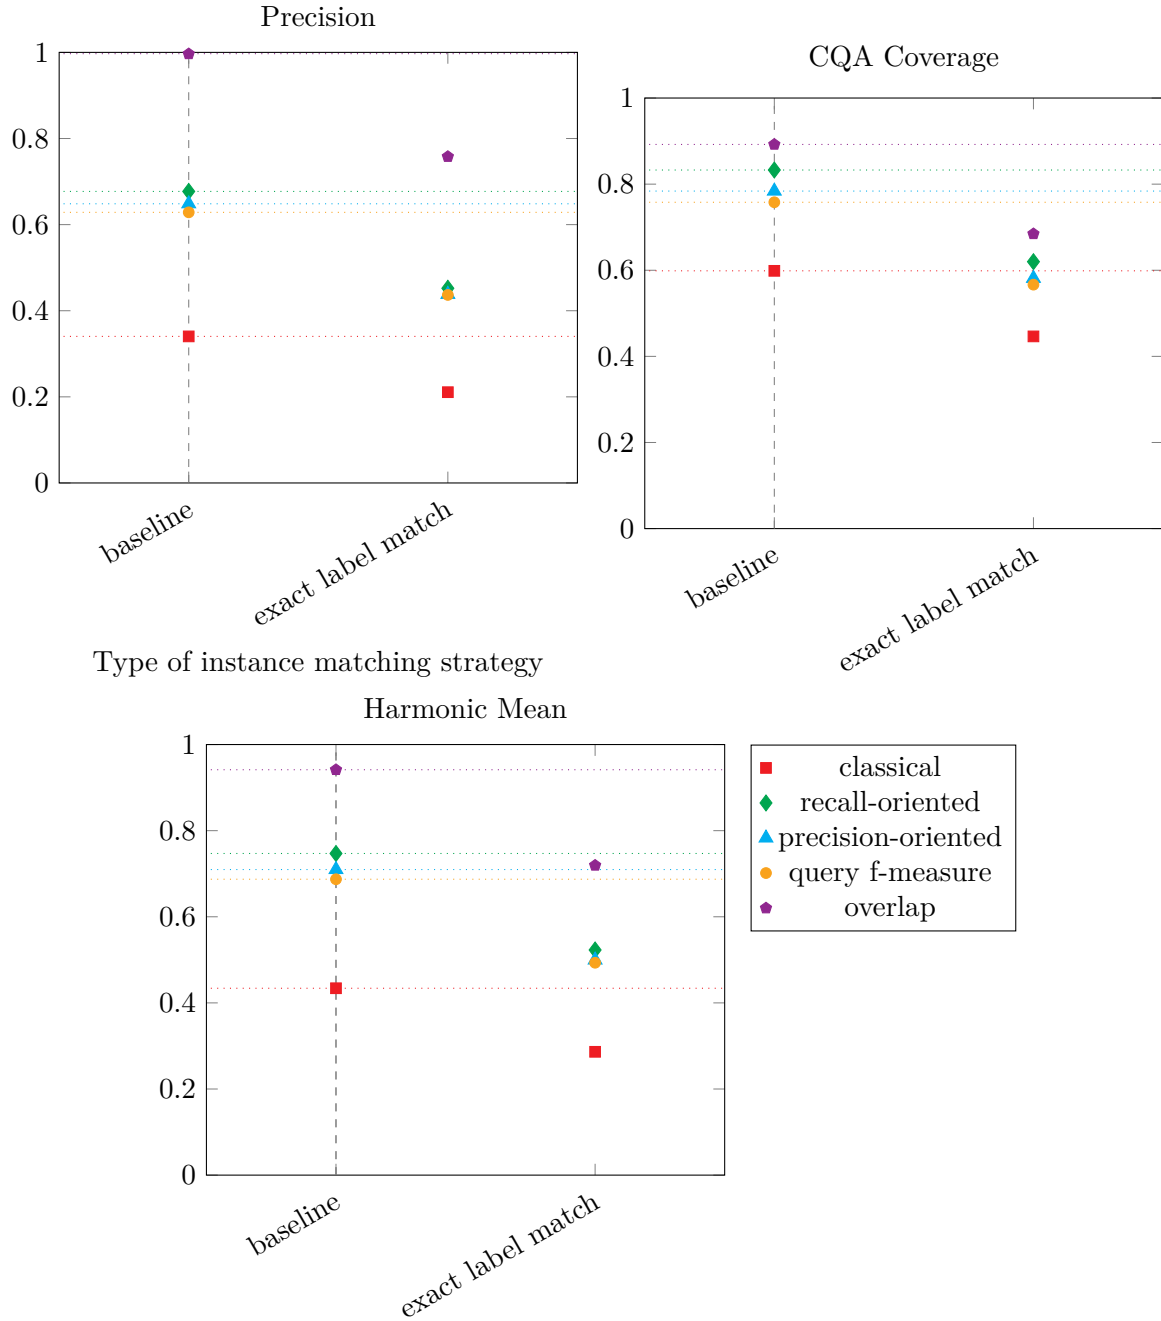 Precision
1
0.8
0.6
0.4
0.2
0
baseline
exact label match
CQA Coverage
1
0.8
0.6
0.4
0.2
0
baseline
exact label match
Type of instance matching strategy
Harmonic Mean
1
0.8
0.6
0.4
0.2
0
baseline
exact label match
classical
recall-oriented
precision-oriented
query f-measure
overlap